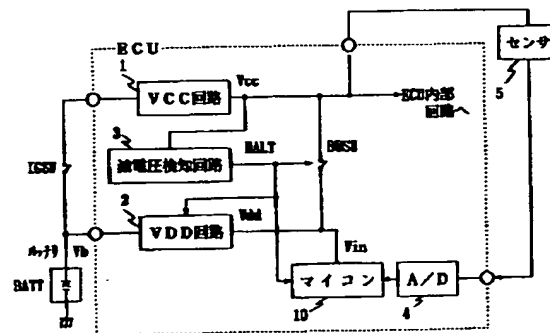 ECU
センサ
5
1
VCC回路
Vcc
ECU内部
回路へ
3
減電圧検知回路
HALT
BUSSW
IGSW
2
VDD回路
Vdd
Vin
バッテリ
Vb
BATT
マイコン
10
A/D
4